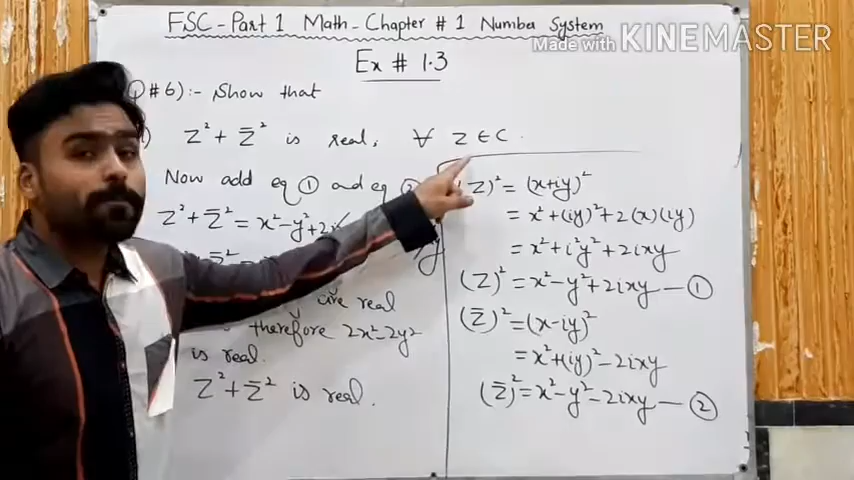 FSC-Part 1 Math-Chapter # 1 Numba System
Made with KINEMASTER
Ex # 1.3
Q #6):- Show that
Z² + Z̄² is real, ∀ Z ∈ C.
Now add eq ① and eq ②
Z² + Z̄² = x² - y² + 2ix
are real
therefore 2x² - 2y²
is real.
Z² + Z̄² is real.
(Z)² = (x+iy)²
= x² + (iy)² + 2(x)(iy)
= x² + i²y² + 2ixy
(Z)² = x² - y² + 2ixy — ①
(Z̄)² = (x-iy)²
= x² + (iy)² - 2ixy
(Z̄)² = x² - y² - 2ixy — ②